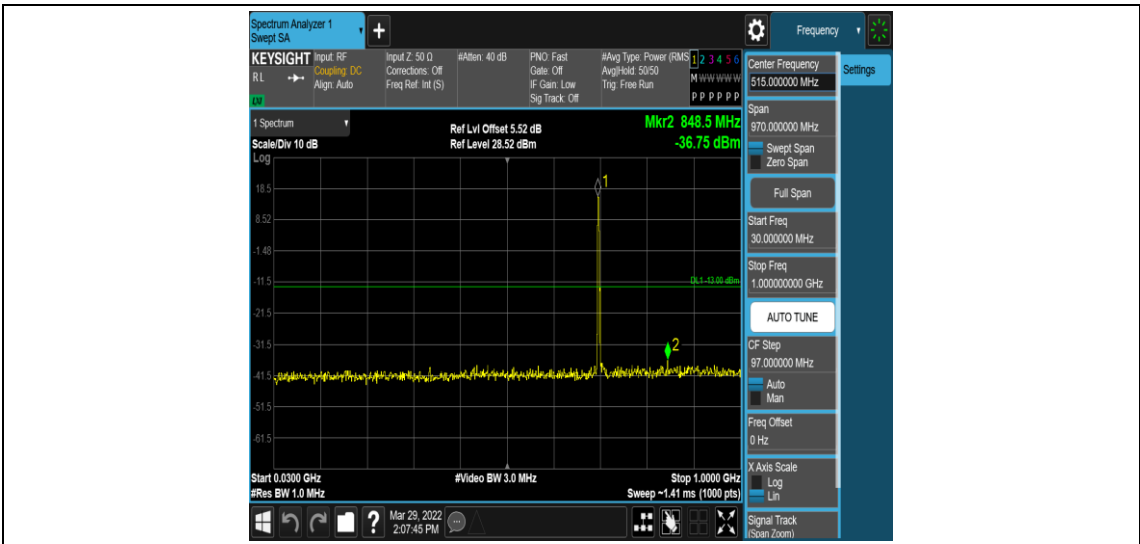 Spectrum Analyzer 1
Swept SA
+
Frequency
KEYSIGHT
RL
LXI
Input: RF
Coupling: DC
Align: Auto
Input Z: 50 Ω
Corrections: Off
Freq Ref: Int (S)
#Atten: 40 dB
PNO: Fast
Gate: Off
IF Gain: Low
Sig Track: Off
#Avg Type: Power (RMS
Avg|Hold: 50/50
Trig: Free Run
1 2 3 4 5 6
M W W W W W
P P P P P P
1 Spectrum
Scale/Div 10 dB
Log
Ref Lvl Offset 5.52 dB
Ref Level 28.52 dBm
Mkr2 848.5 MHz
-36.75 dBm
1
18.5
8.52
-1.48
-11.5
DL1 -13.00 dBm
-21.5
-31.5
2
-41.5
-51.5
-61.5
Start 0.0300 GHz
#Res BW 1.0 MHz
#Video BW 3.0 MHz
Stop 1.0000 GHz
Sweep ~1.41 ms (1000 pts)
?
Mar 29, 2022
2:07:45 PM
Center Frequency
515.000000 MHz
Settings
Span
970.000000 MHz
Swept Span
Zero Span
Full Span
Start Freq
30.000000 MHz
Stop Freq
1.000000000 GHz
AUTO TUNE
CF Step
97.000000 MHz
Auto
Man
Freq Offset
0 Hz
X Axis Scale
Log
Lin
Signal Track
(Span Zoom)